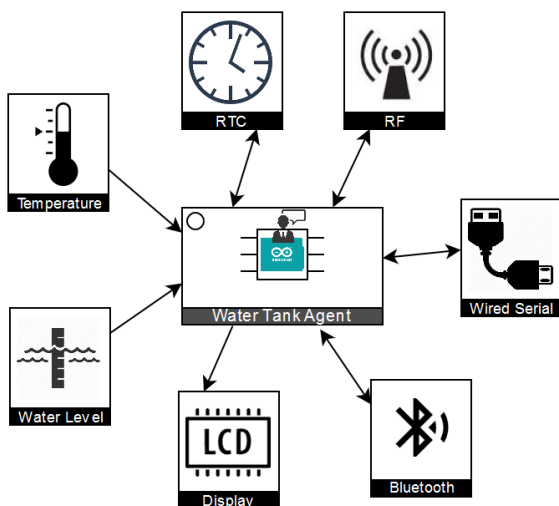 RTC
RF
Temperature
Water Tank Agent
Wired Serial
Water Level
LCD
Display
Bluetooth